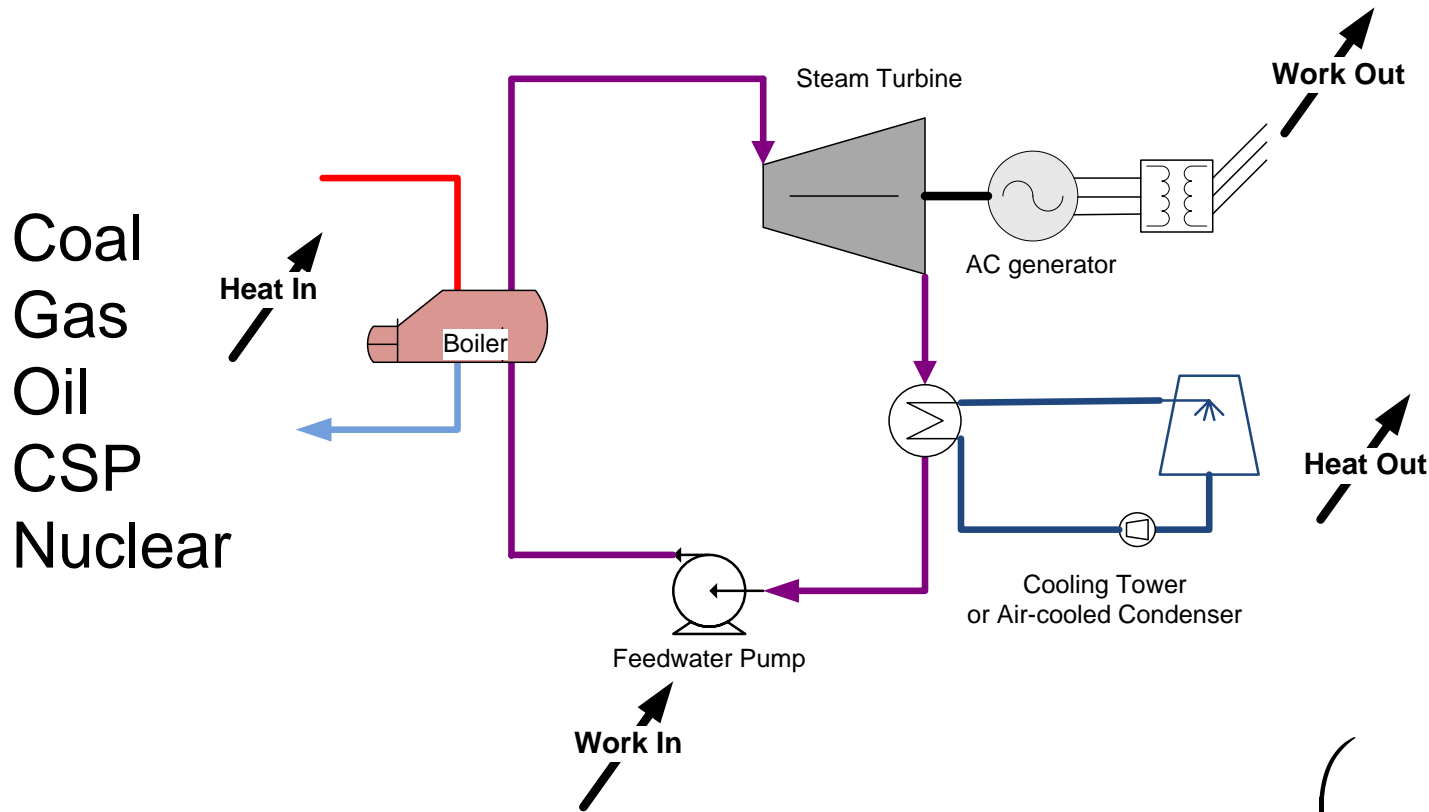 Coal
Gas
Oil
CSP
Nuclear
Heat In
Boiler
Steam Turbine
Work Out
AC generator
Heat Out
Cooling Tower
or Air-cooled Condenser
Feedwater Pump
Work In